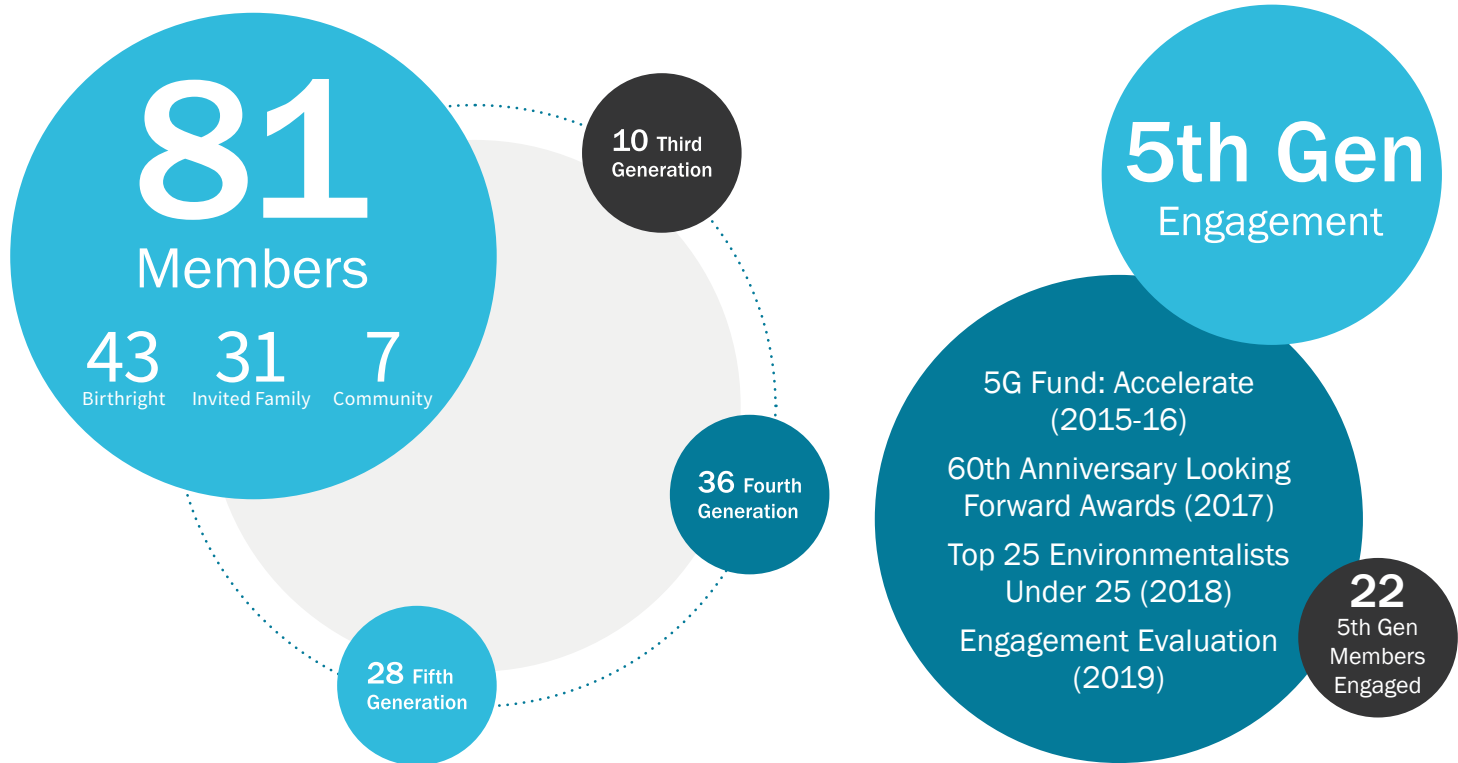 81
Members
43 31 7
Birthright Invited Family Community
10 Third
Generation
36 Fourth
Generation
28 Fifth
Generation
5th Gen
Engagement
5G Fund: Accelerate
(2015-16)
60th Anniversary Looking
Forward Awards (2017)
Top 25 Environmentalists
Under 25 (2018)
Engagement Evaluation
(2019)
22
5th Gen
Members
Engaged